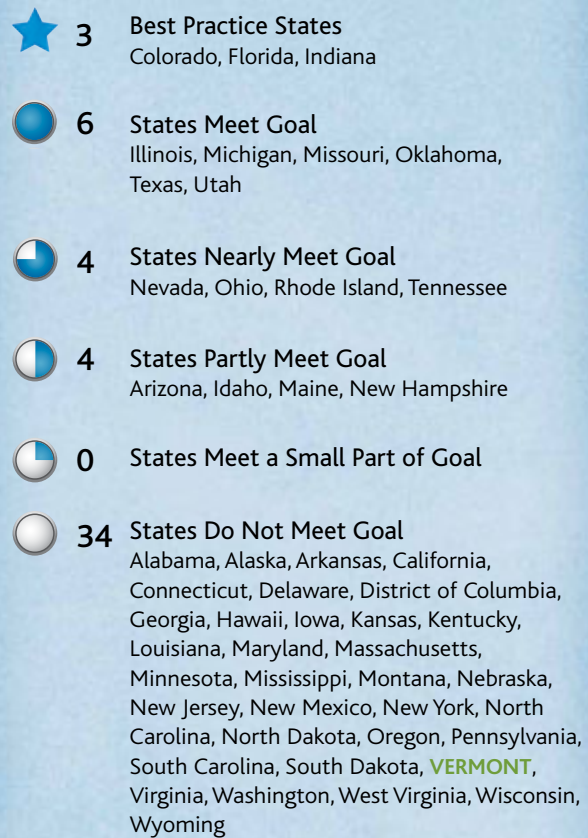 3 Best Practice States
Colorado, Florida, Indiana
6 States Meet Goal
Illinois, Michigan, Missouri, Oklahoma,
Texas, Utah
4 States Nearly Meet Goal
Nevada, Ohio, Rhode Island, Tennessee
4 States Partly Meet Goal
Arizona, Idaho, Maine, New Hampshire
0 States Meet a Small Part of Goal
34 States Do Not Meet Goal
Alabama, Alaska, Arkansas, California,
Connecticut, Delaware, District of Columbia,
Georgia, Hawaii, Iowa, Kansas, Kentucky,
Louisiana, Maryland, Massachusetts,
Minnesota, Mississippi, Montana, Nebraska,
New Jersey, New Mexico, New York, North
Carolina, North Dakota, Oregon, Pennsylvania,
South Carolina, South Dakota, VERMONT,
Virginia, Washington, West Virginia, Wisconsin,
Wyoming